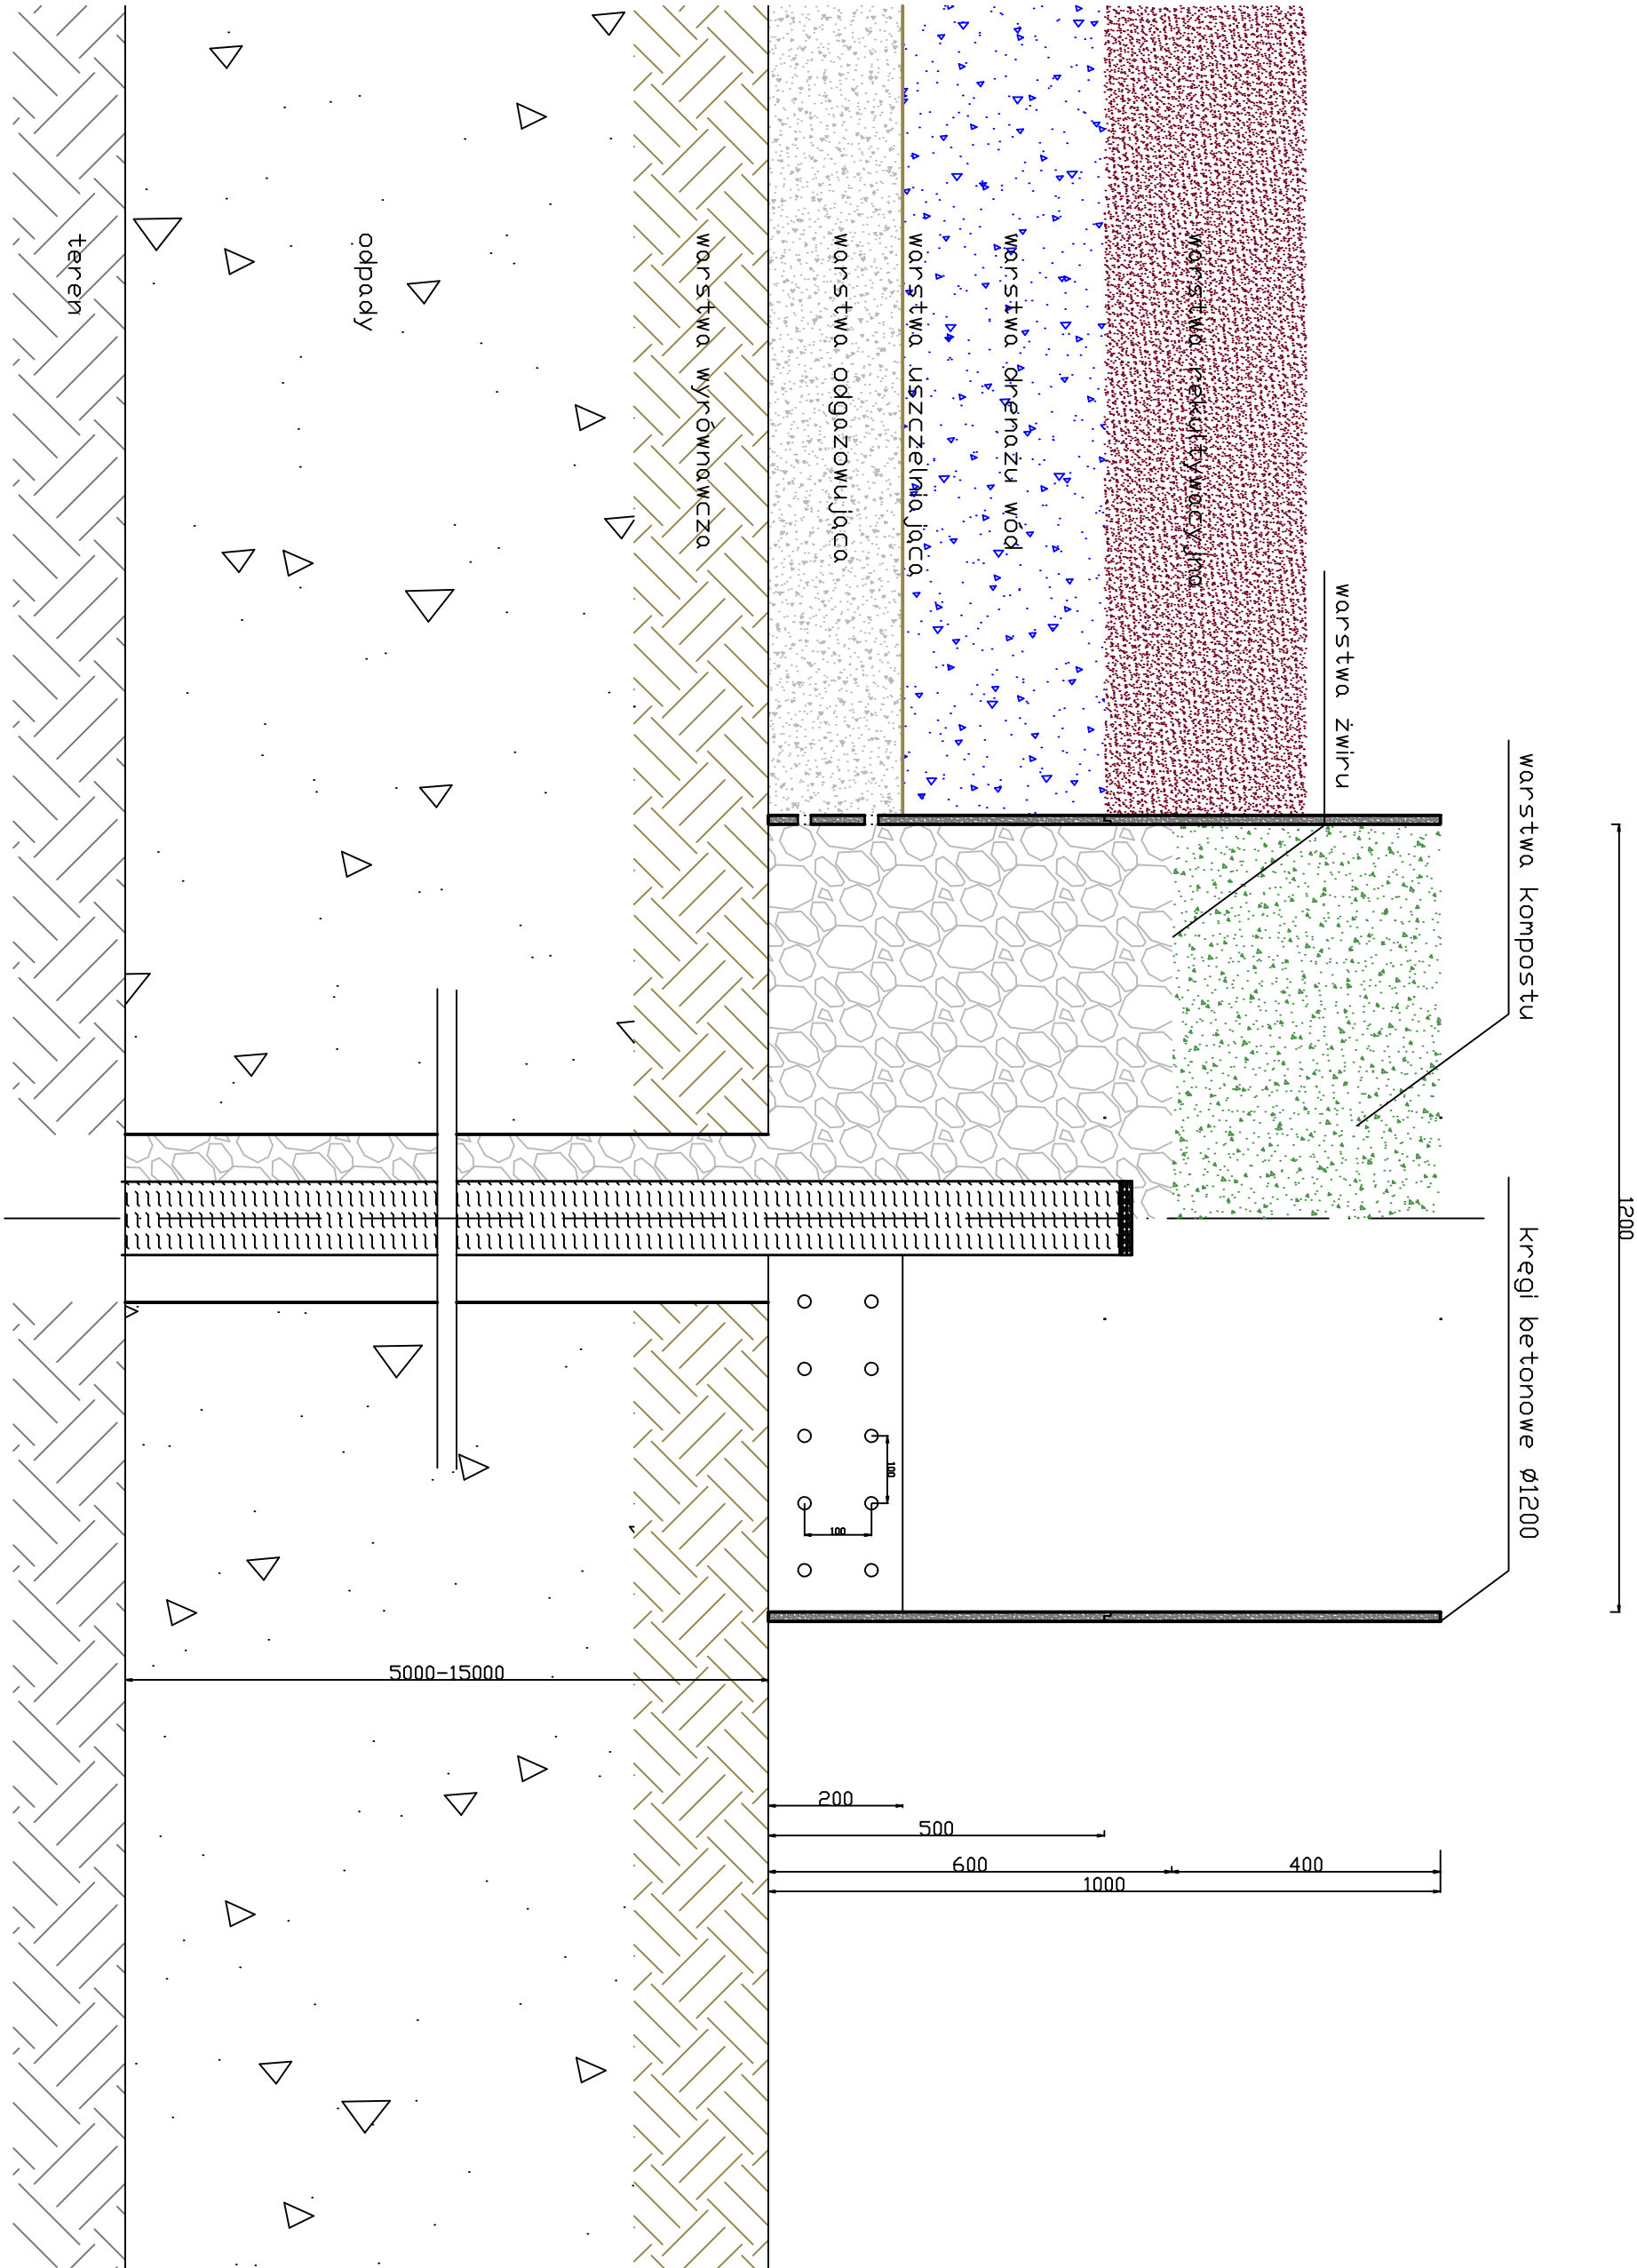 1200
kręgi betonowe Ø1200
warstwa kompostu
warstwa żwiru
warstwa rekultywacyjna
warstwa drenażu wód
warstwa uszczelniająca
warstwa odgazowująca
warstwa wyrównawcza
odpady
teren
100
100
200
500
600
400
1000
5000-15000